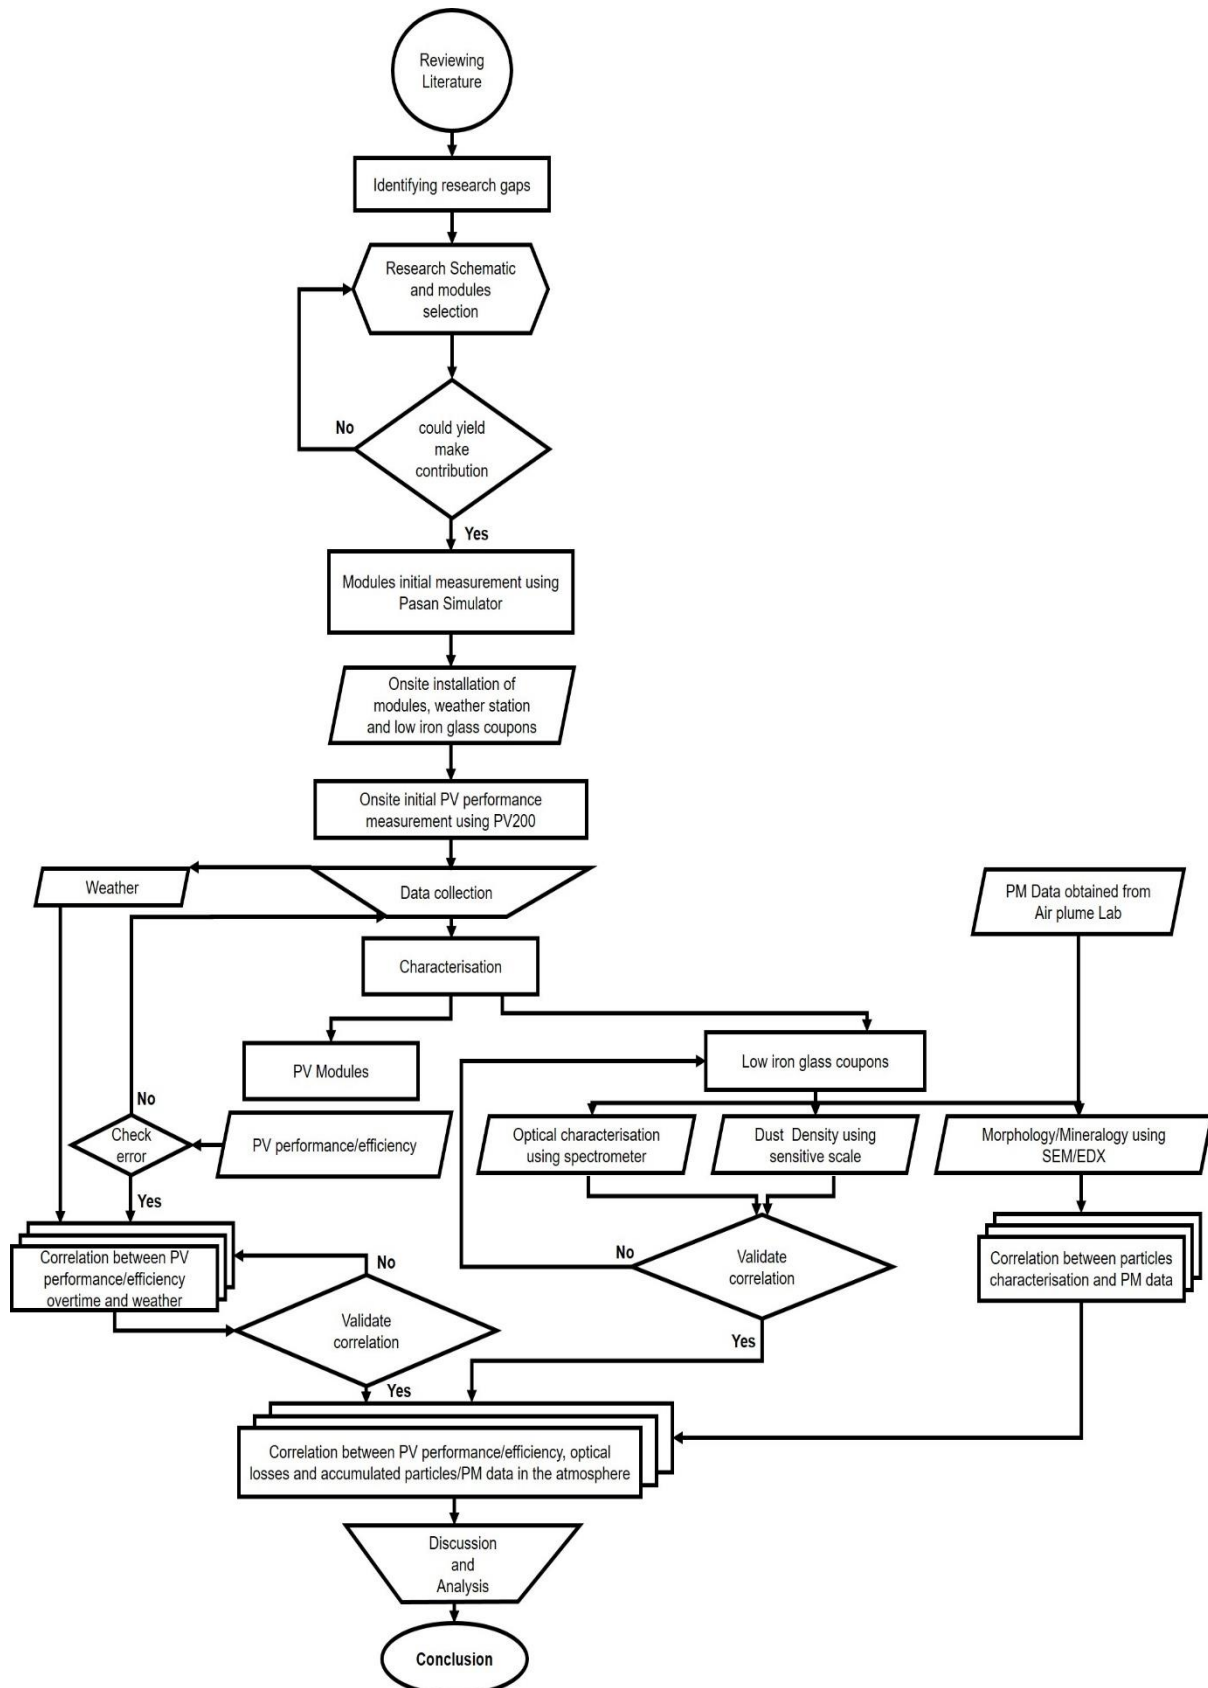 Reviewing
Literature
Identifying research gaps
Research Schematic
and modules
selection
No
could yield
make
contribution
Yes
Modules initial measurement using
Pasan Simulator
Onsite installation of
modules, weather station
and low iron glass coupons
Onsite initial PV performance
measurement using PV200
Weather
Data collection
PM Data obtained from
Air plume Lab
Characterisation
PV Modules
Low iron glass coupons
No
Check
error
PV performance/efficiency
Optical characterisation
using spectrometer
Dust Density using
sensitive scale
Morphology/Mineralogy using
SEM/EDX
Yes
Correlation between PV
performance/efficiency
overtime and weather
No
Validate
correlation
No
Validate
correlation
Correlation between particles
characterisation and PM data
Yes
Yes
Correlation between PV performance/efficiency, optical
losses and accumulated particles/PM data in the atmosphere
Discussion
and
Analysis
Conclusion